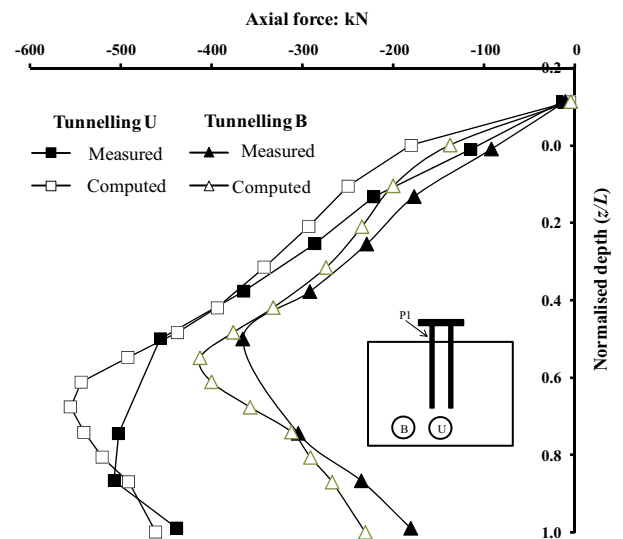 Axial force: kN
-600 -500 -400 -300 -200 -100 0
0.2
Tunnelling U Tunnelling B
Measured Measured
Computed Computed
0.0
0.2
0.4
0.6
0.8
1.0
Normalised depth (z/L)
P1
B U